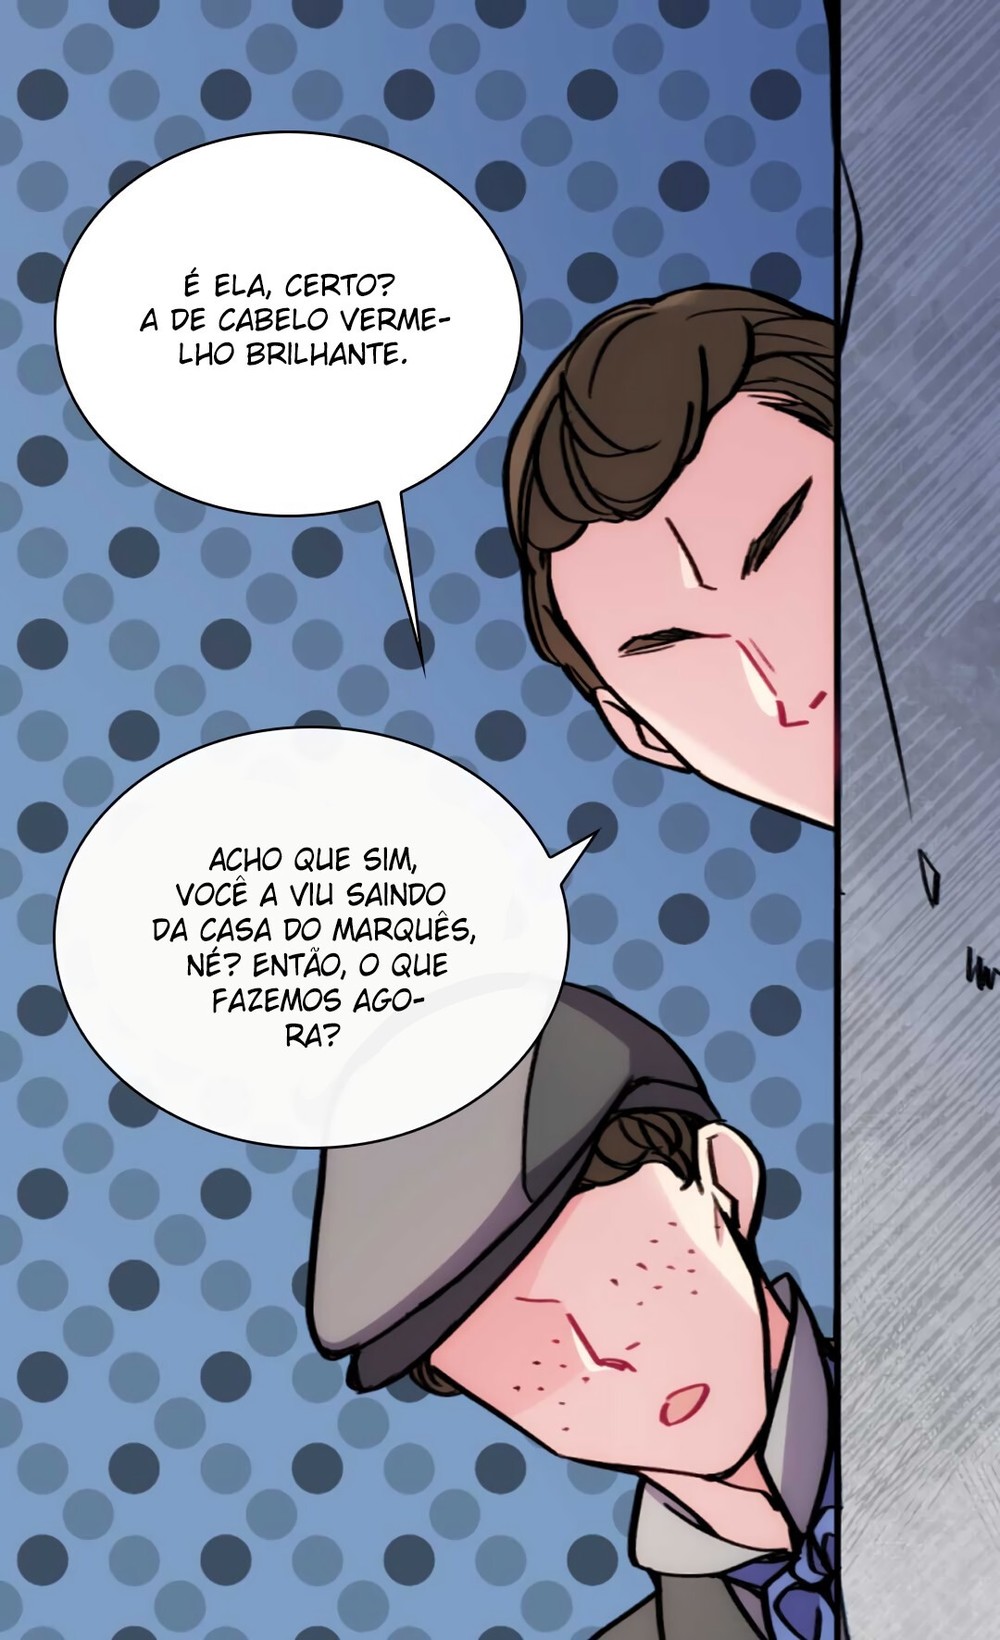 É ELA, CERTO?
A DE CABELO VERME-
LHO BRILHANTE.
ACHO QUE SIM,
VOCÊ A VIU SAINDO
DA CASA DO MARQUÊS,
NÉ? ENTÃO, O QUE
FAZEMOS AGO-
RA?